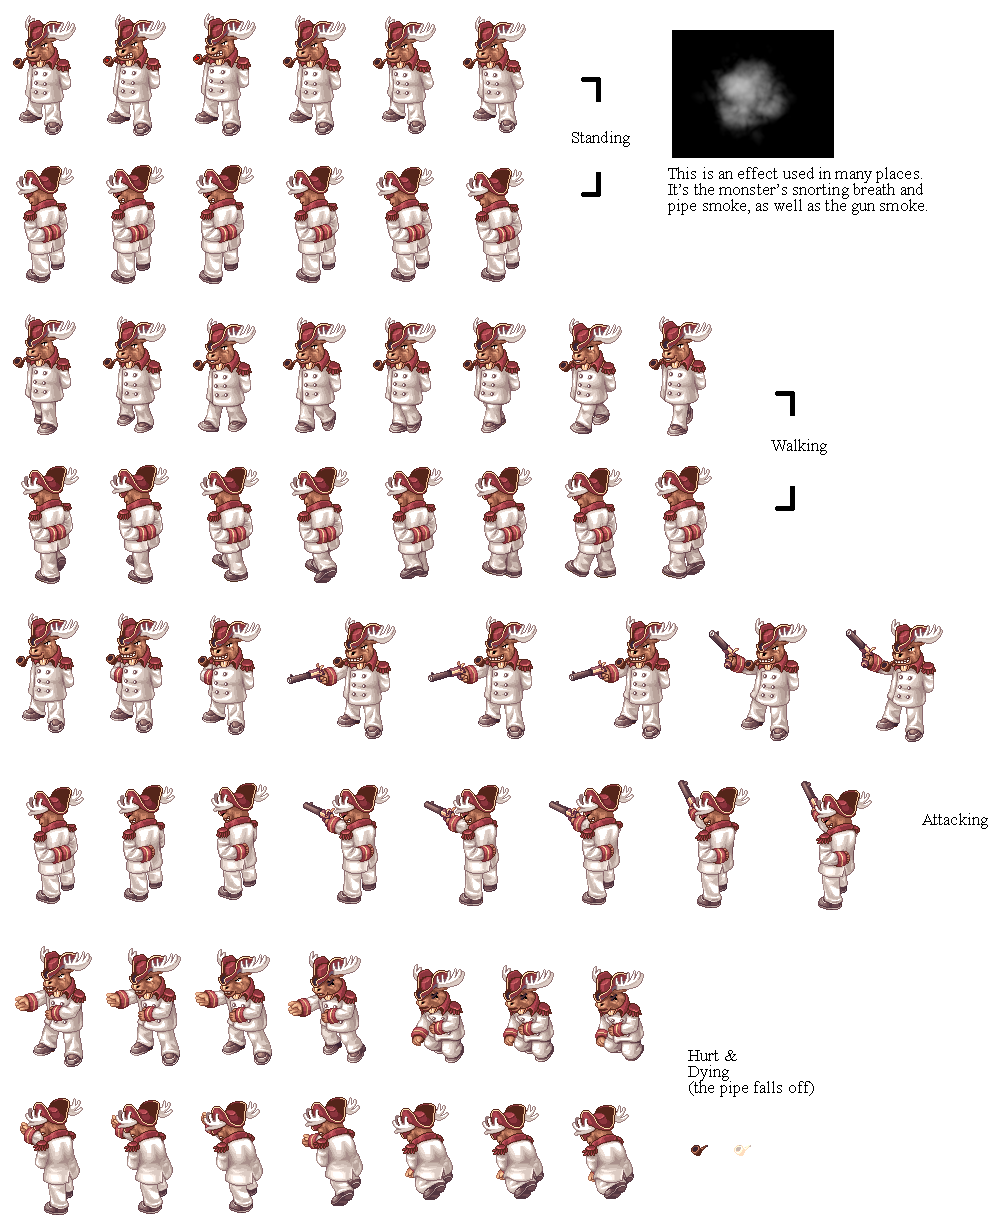 Standing
This is an effect used in many places.
It's the monster's snorting breath and
pipe smoke, as well as the gun smoke.
Walking
Attacking
Hurt &
Dying
(the pipe falls off)